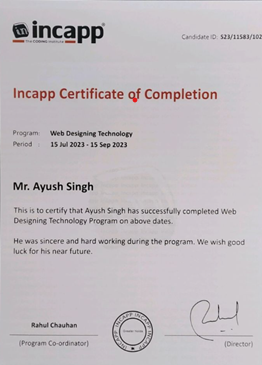 incapp®
Candidate ID: 523/11583/102
Incapp Certificate of Completion
Program: Web Designing Technology
Period : 15 Jul 2023 - 15 Sep 2023
Mr. Ayush Singh
This is to certify that Ayush Singh has successfully completed Web
Designing Technology Program on above dates.
He was sincere and hard working during the program. We wish good
luck for his near future.
Rahul Chauhan
(Program Co-ordinator)
INCAPP INCAPP INCAPP
(Director)